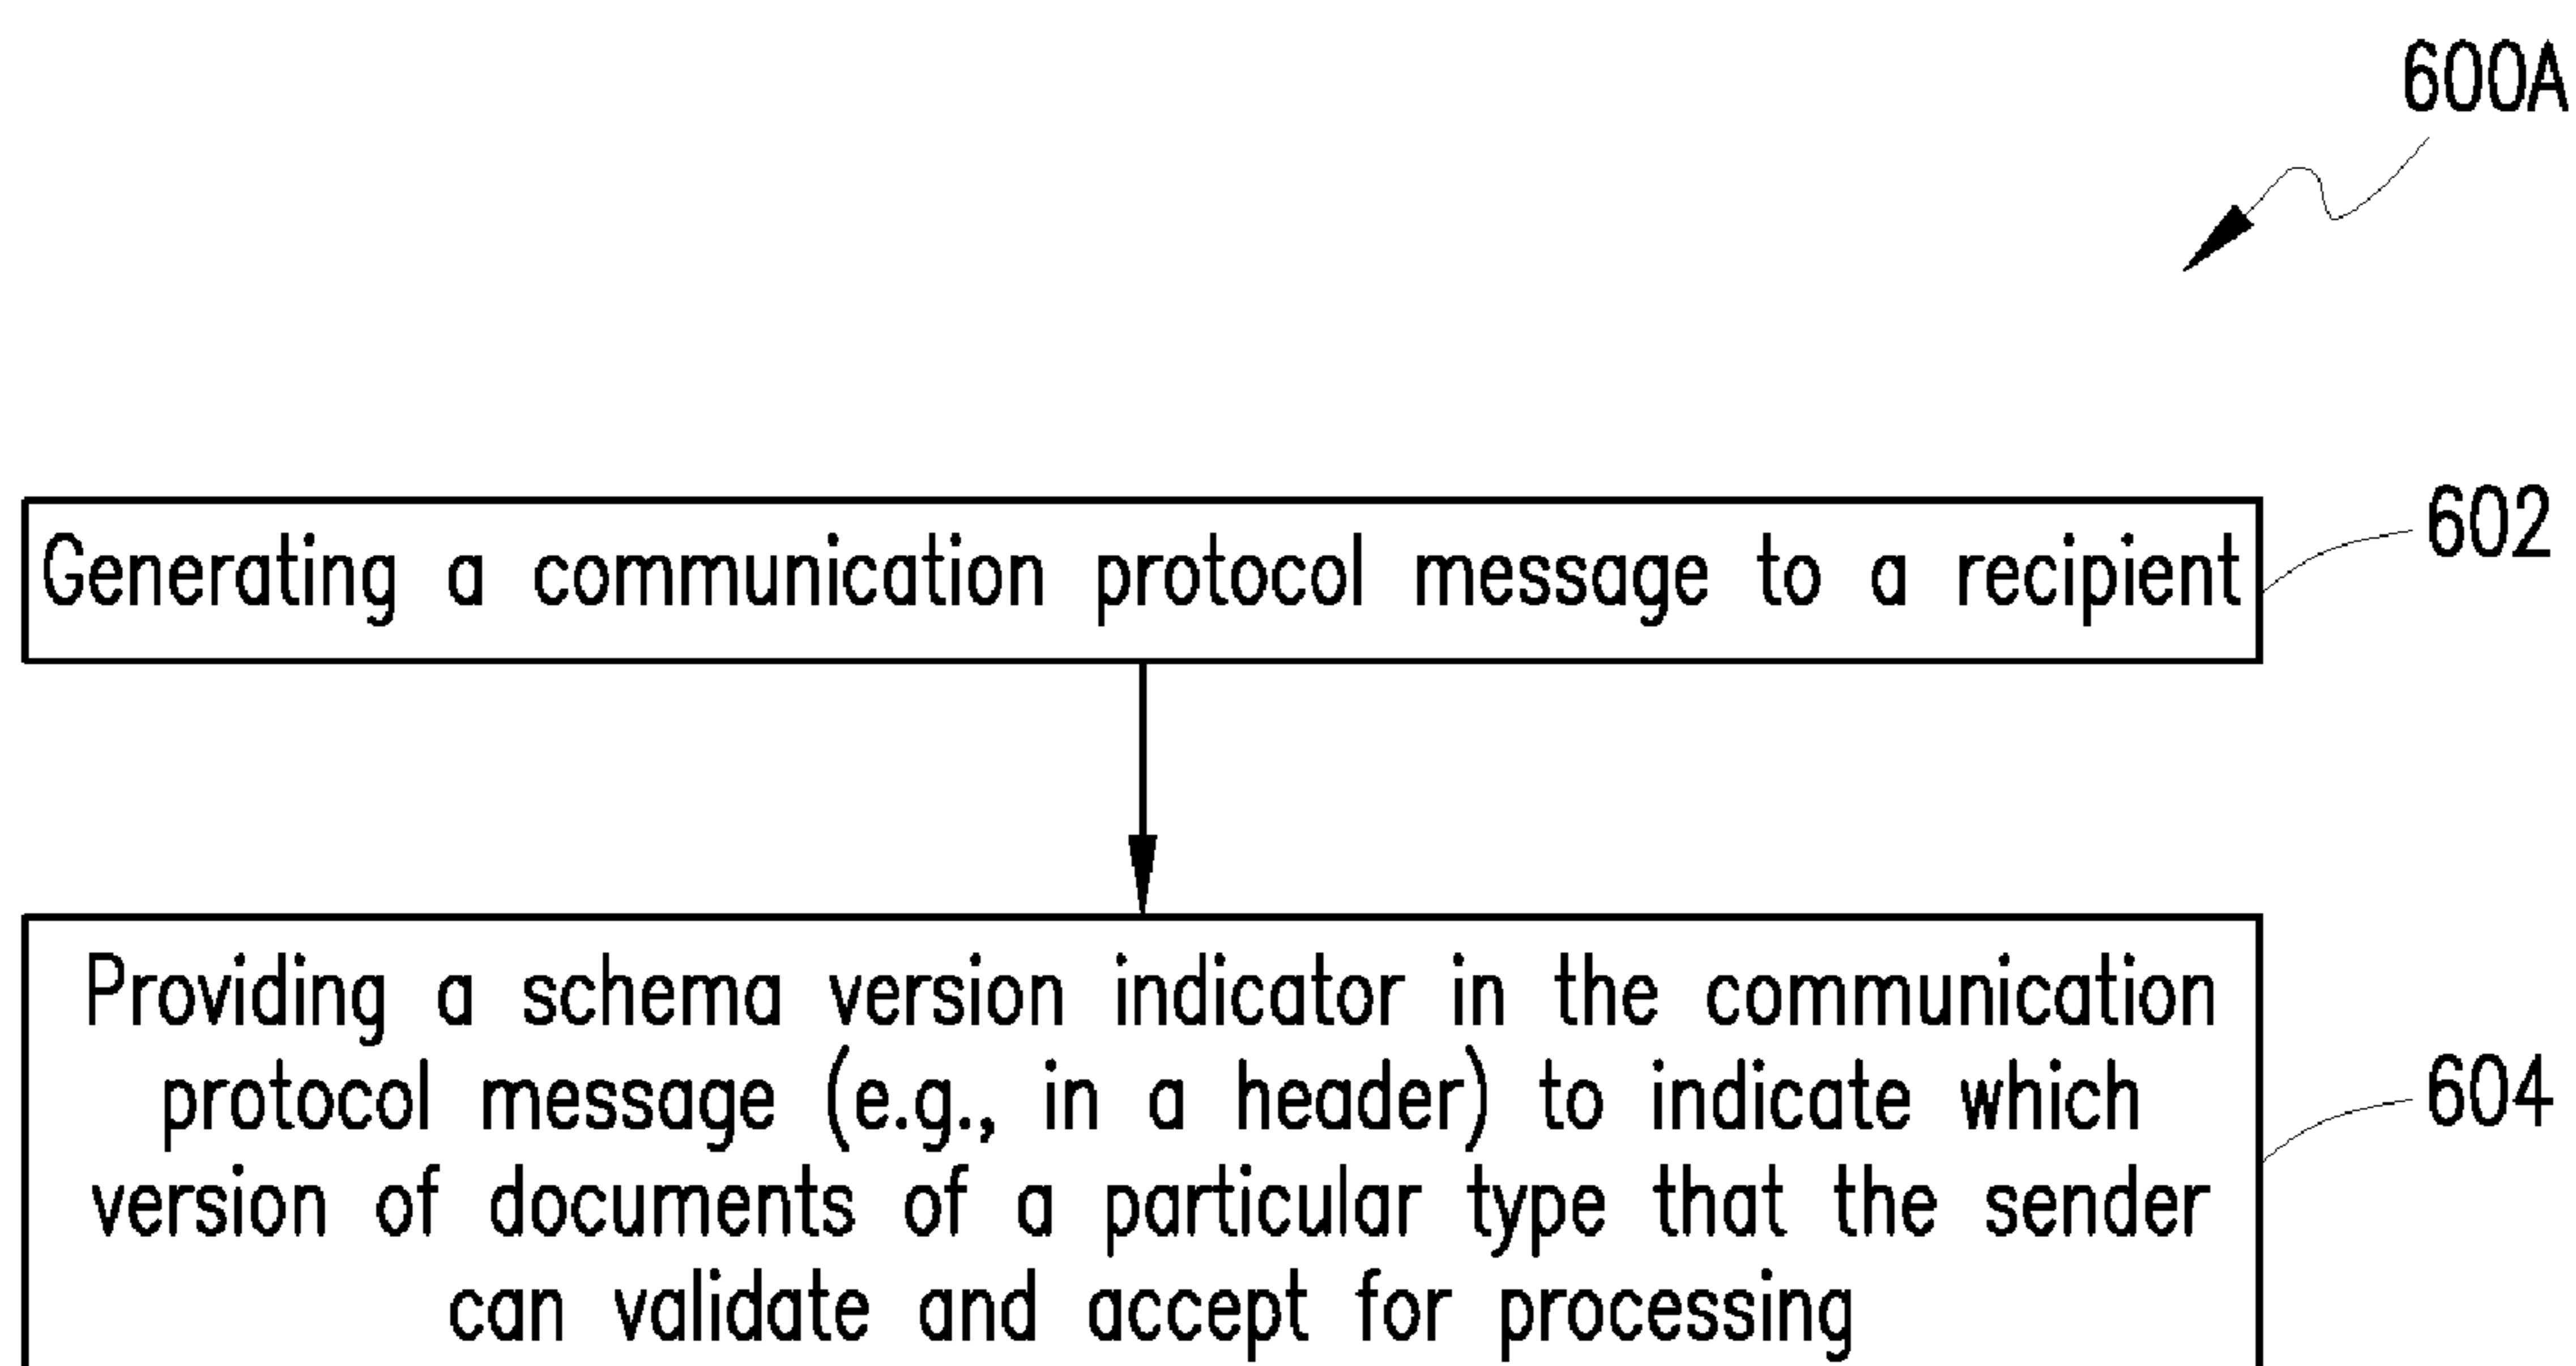 600A
Generating a communication protocol message to a recipient
602
Providing a schema version indicator in the communication
protocol message (e.g., in a header) to indicate which
604
version of documents of a particular type that the sender
can validate and accept for processing